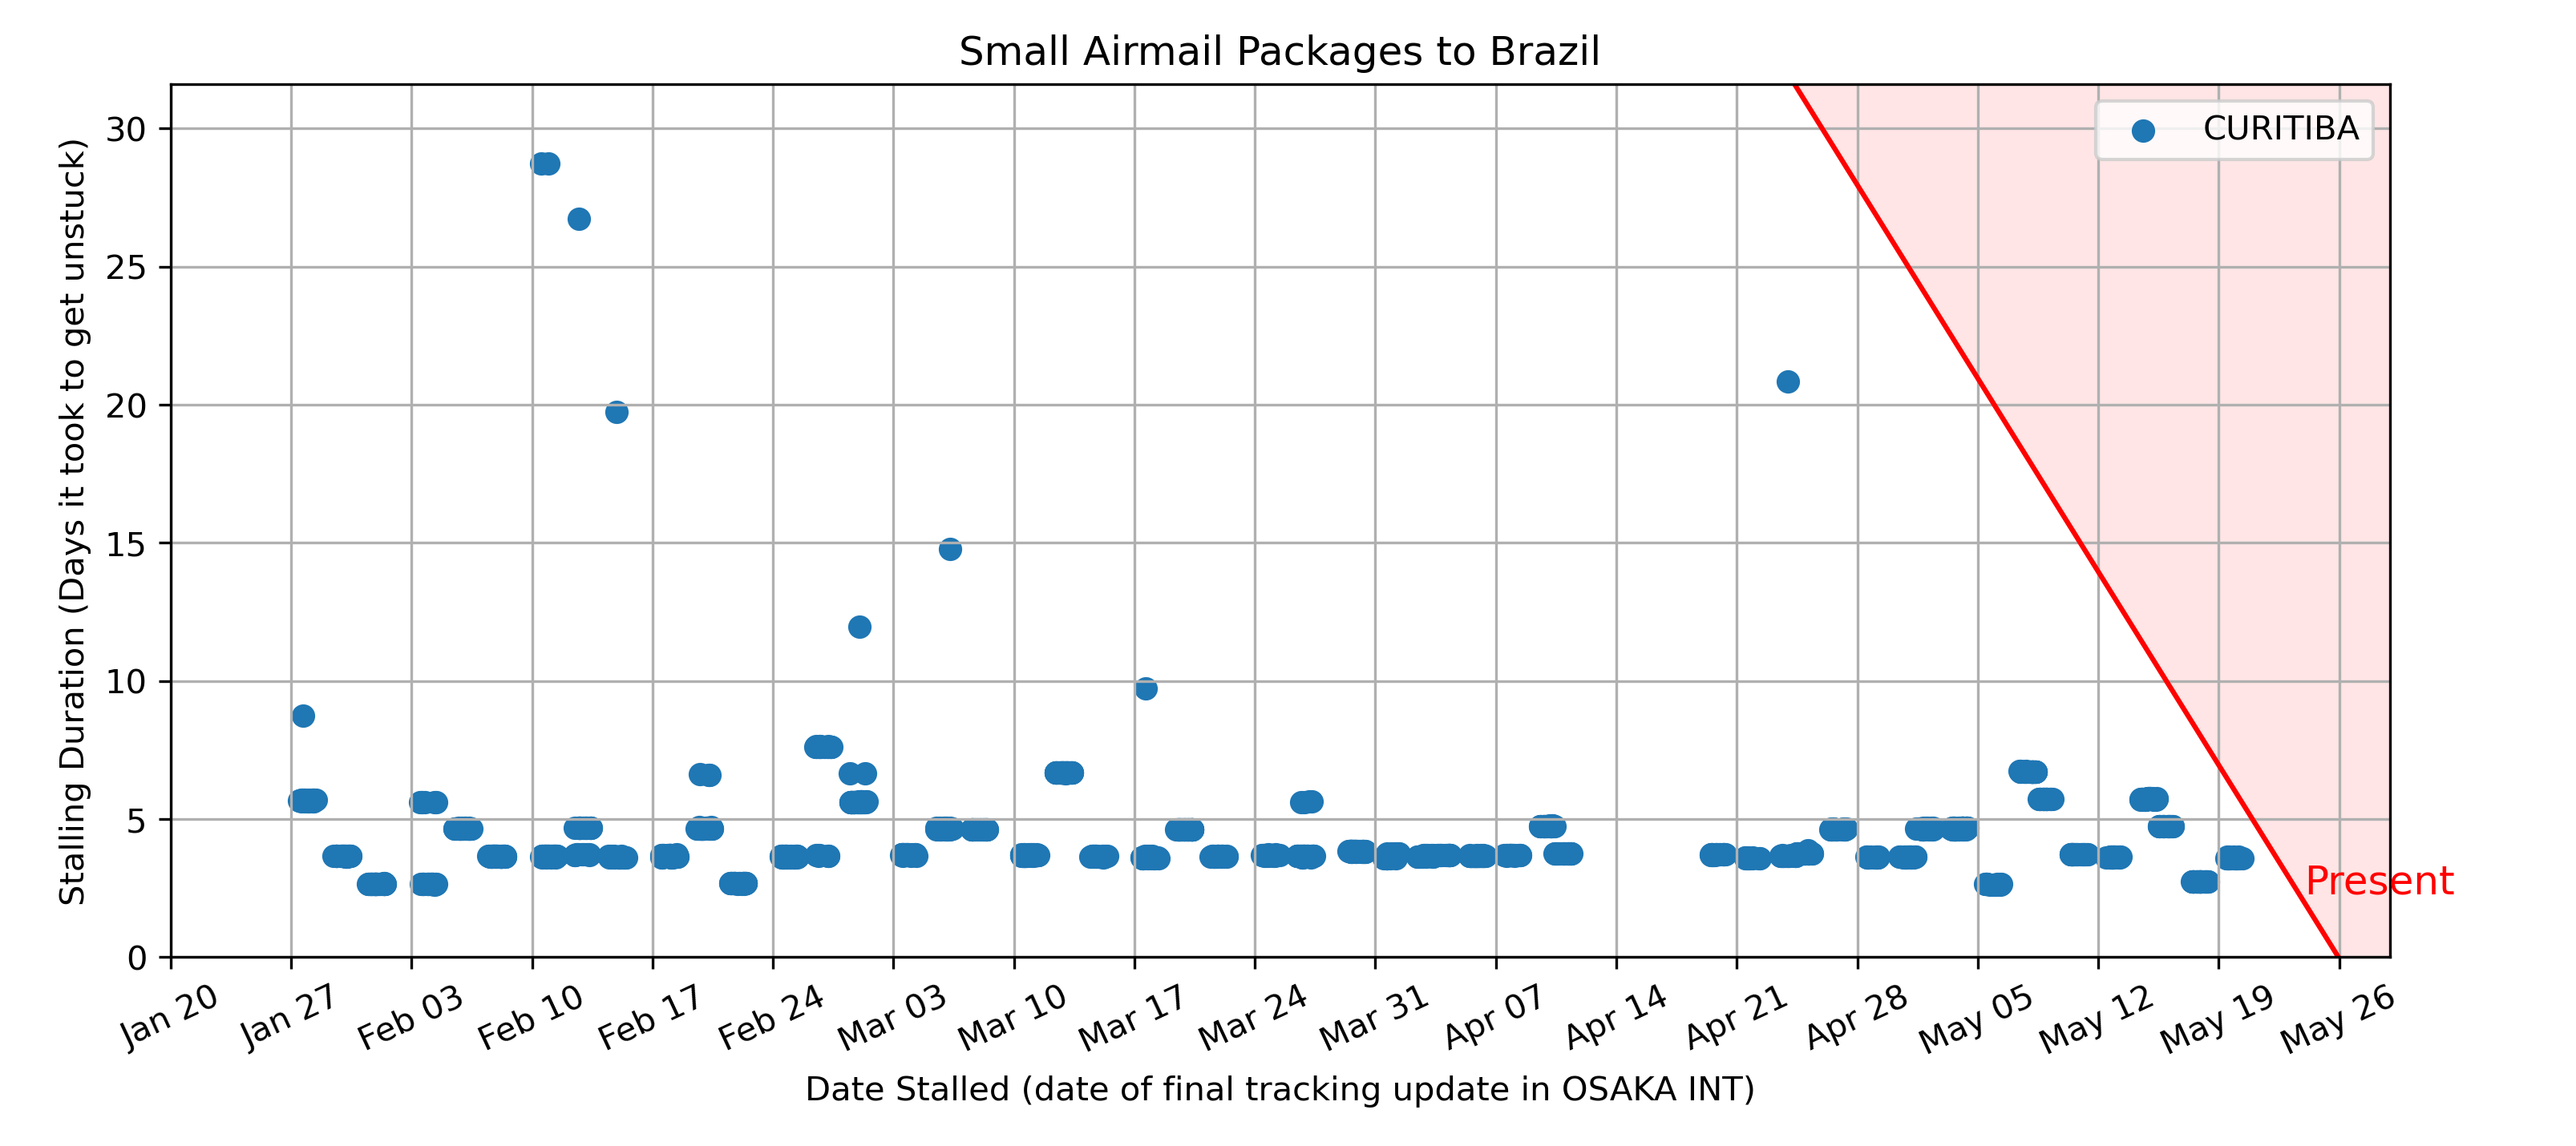 Small Airmail Packages to Brazil
Stalling Duration (Days it took to get unstuck)
30
25
20
15
10
5
0
CURITIBA
Present
Jan 20
Jan 27
Feb 03
Feb 10
Feb 17
Feb 24
Mar 03
Mar 10
Mar 17
Mar 24
Mar 31
Apr 07
Apr 14
Apr 21
Apr 28
May 05
May 12
May 19
May 26
Date Stalled (date of final tracking update in OSAKA INT)